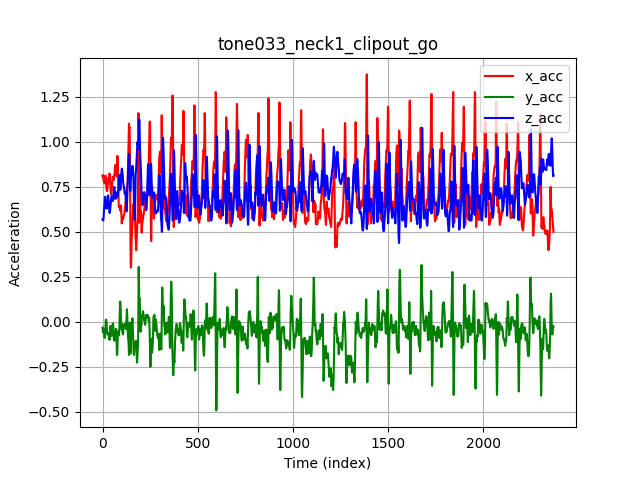 tone033_neck1_clipout_go
x_acc
y_acc
z_acc
1.25
1.00
0.75
0.50
0.25
0.00
−0.25
−0.50
Acceleration
0 500 1000 1500 2000
Time (index)